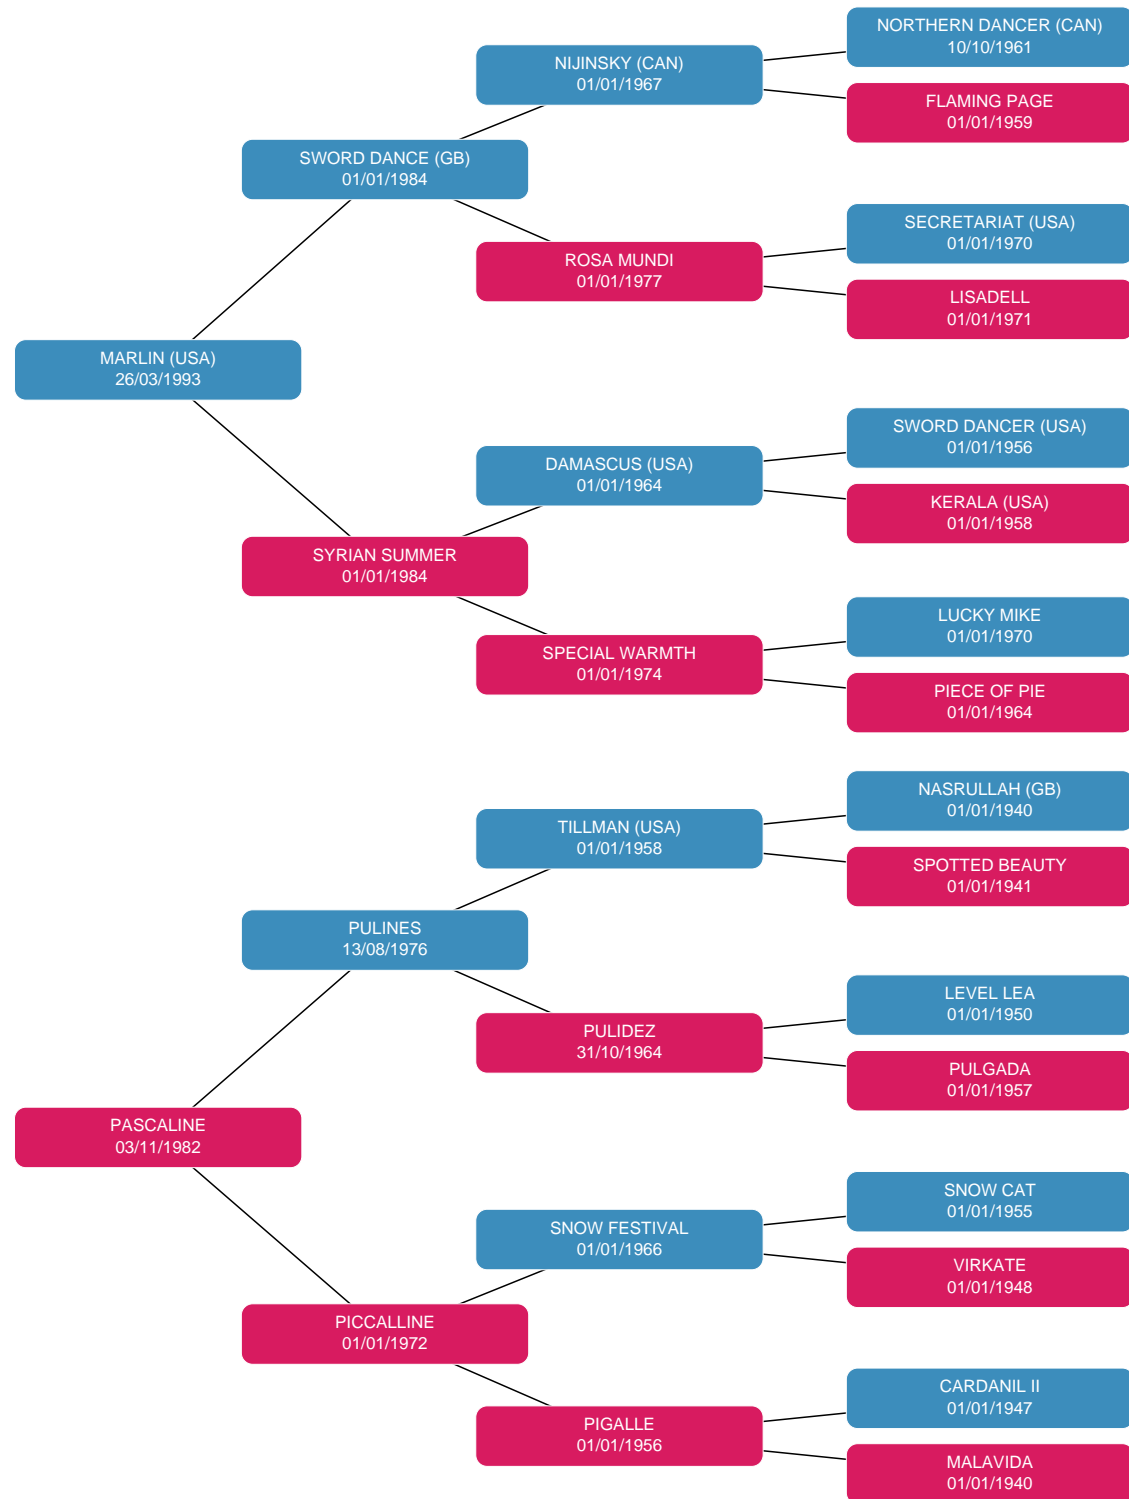 NORTHERN DANCER (CAN)
10/10/1961
NIJINSKY (CAN)
01/01/1967
FLAMING PAGE
01/01/1959
SWORD DANCE (GB)
01/01/1984
SECRETARIAT (USA)
01/01/1970
ROSA MUNDI
01/01/1977
LISADELL
01/01/1971
MARLIN (USA)
26/03/1993
SWORD DANCER (USA)
01/01/1956
DAMASCUS (USA)
01/01/1964
KERALA (USA)
01/01/1958
SYRIAN SUMMER
01/01/1984
LUCKY MIKE
01/01/1970
SPECIAL WARMTH
01/01/1974
PIECE OF PIE
01/01/1964
NASRULLAH (GB)
01/01/1940
TILLMAN (USA)
01/01/1958
SPOTTED BEAUTY
01/01/1941
PULINES
13/08/1976
LEVEL LEA
01/01/1950
PULIDEZ
31/10/1964
PULGADA
01/01/1957
PASCALINE
03/11/1982
SNOW CAT
01/01/1955
SNOW FESTIVAL
01/01/1966
VIRKATE
01/01/1948
PICCALLINE
01/01/1972
CARDANIL II
01/01/1947
PIGALLE
01/01/1956
MALAVIDA
01/01/1940